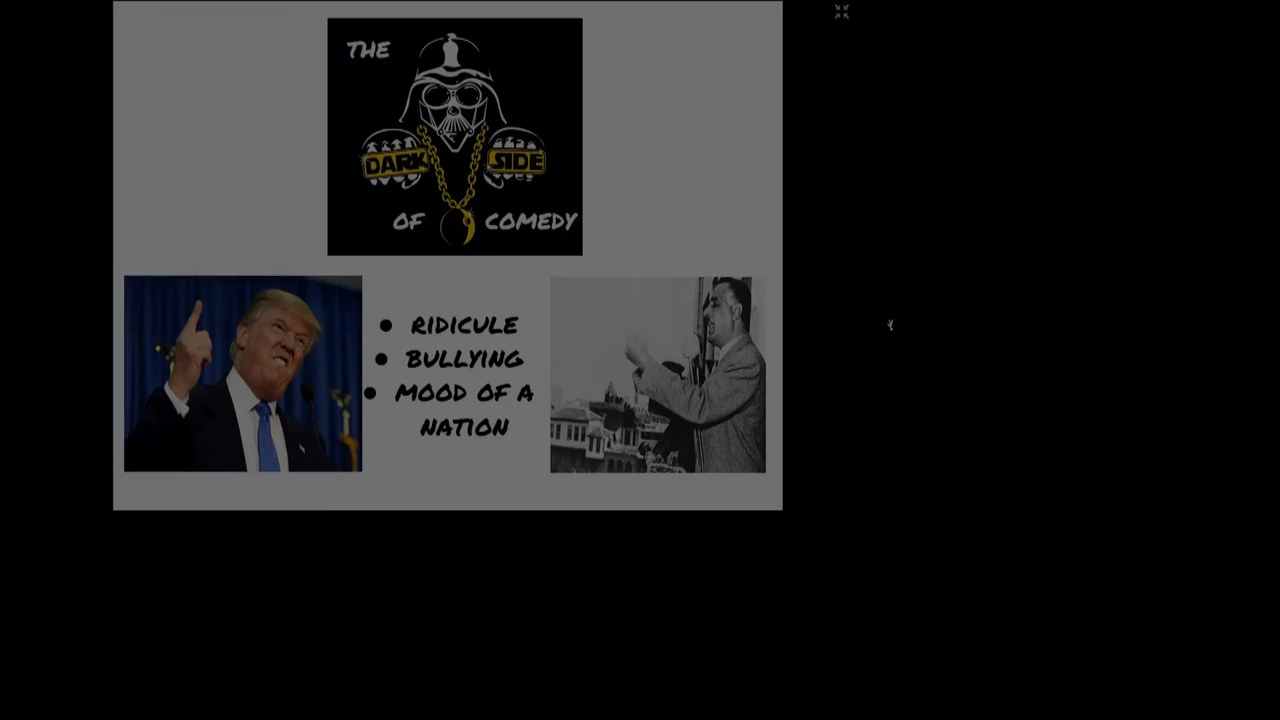 THE
DARK SIDE
OF COMEDY
• RIDICULE
• BULLYING
• MOOD OF A
NATION